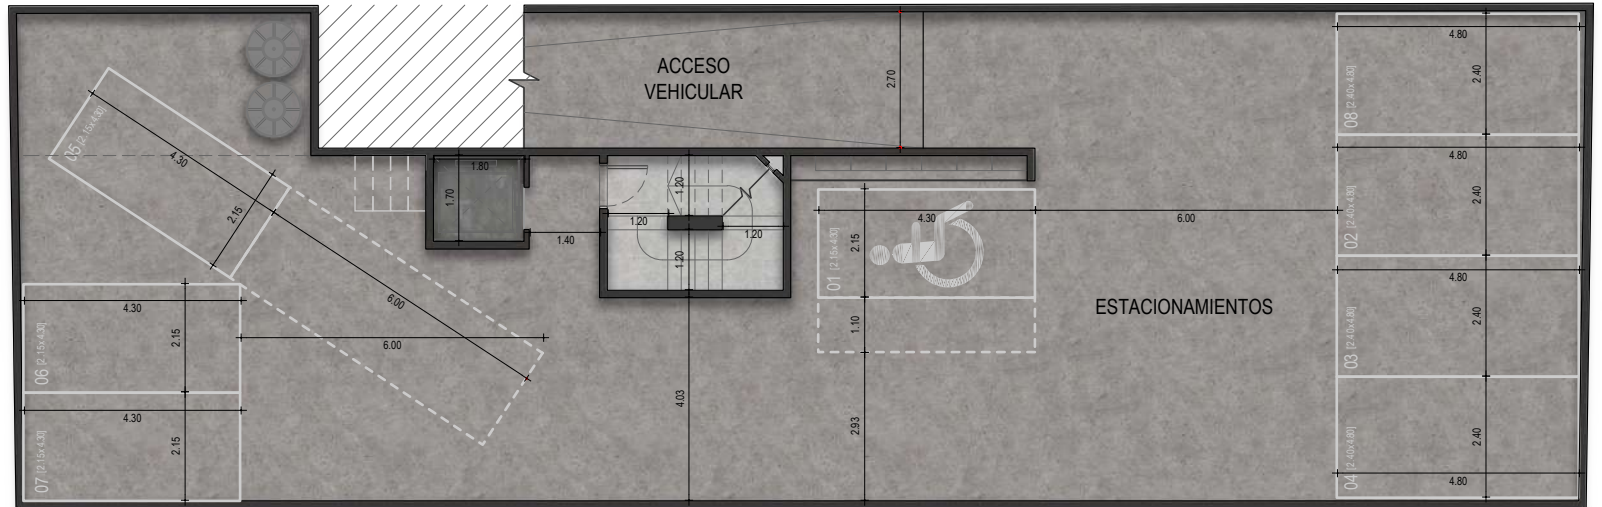 ACCESO
VEHICULAR
2.70
4.80
2.40
08 [2.40x4.80]
05 [2.15x4.30]
4.30
2.15
6.00
1.80
1.70
1.40
1.20
1.20
1.20
1.20
4.80
2.40
02 [2.40x4.80]
4.30
2.15
01 [2.15x4.30]
6.00
1.10
ESTACIONAMIENTOS
4.80
2.40
03 [2.40x4.80]
4.30
2.15
06 [2.15x4.30]
6.00
4.30
2.15
07 [2.15x4.30]
4.03
2.93
2.40
4.80
04 [2.40x4.80]